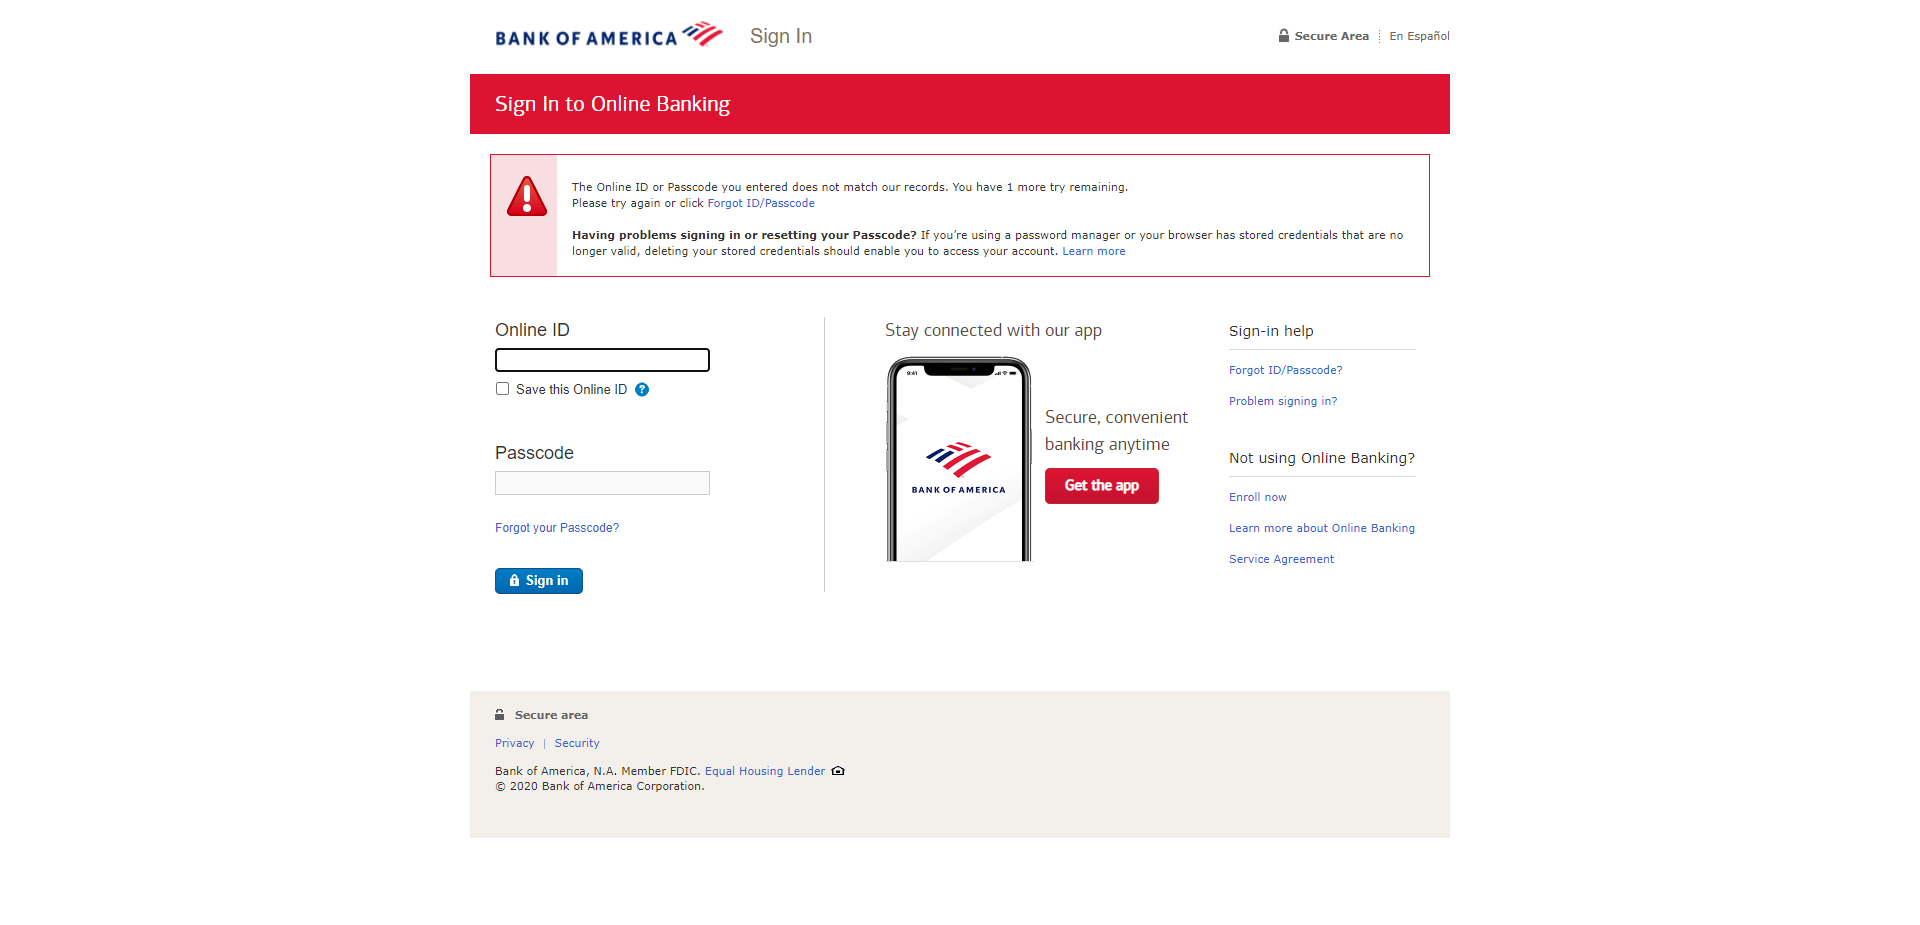 BANK OF AMERICA
Sign In
Secure Area
En Español
Sign In to Online Banking
The Online ID or Passcode you entered does not match our records. You have 1 more try remaining.
Please try again or click Forgot ID/Passcode
Having problems signing in or resetting your Passcode? If you’re using a password manager or your browser has stored credentials that are no
longer valid, deleting your stored credentials should enable you to access your account. Learn more
Online ID
Save this Online ID ?
Passcode
Forgot your Passcode?
Sign in
Stay connected with our app
9:41
BANK OF AMERICA
Secure, convenient
banking anytime
Get the app
Sign-in help
Forgot ID/Passcode?
Problem signing in?
Not using Online Banking?
Enroll now
Learn more about Online Banking
Service Agreement
Secure area
Privacy | Security
Bank of America, N.A. Member FDIC. Equal Housing Lender
© 2020 Bank of America Corporation.